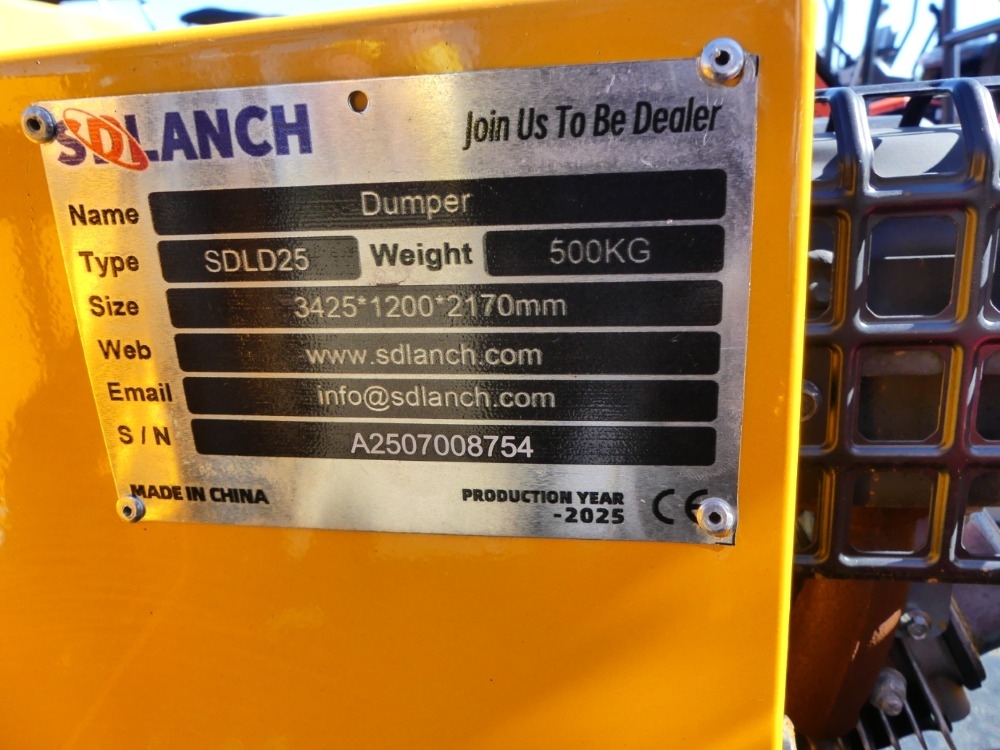 SDLANCH
Join Us To Be Dealer
Name Dumper
Type SDLD25 Weight 500KG
Size 3425*1200*2170mm
Web www.sdlanch.com
Email info@sdlanch.com
S/N A2507008754
MADE IN CHINA PRODUCTION YEAR
-2025 CE